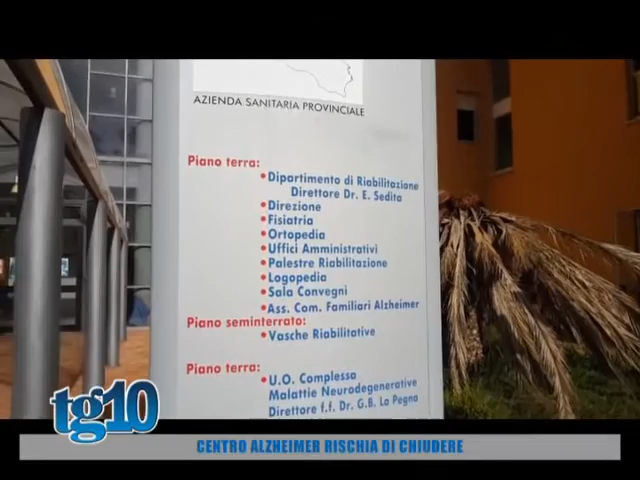 AZIENDA SANITARIA PROVINCIALE
Piano terra:
•Dipartimento di Riabilitazione
Direttore Dr. E. Sedita
•Direzione
•Fisiatria
•Ortopedia
•Uffici Amministrativi
•Palestre Riabilitazione
•Logopedia
•Sala Convegni
•Ass. Com. Familiari Alzheimer
Piano seminterrato:
•Vasche Riabilitative
Piano terra:
•U.O. Complessa
Malattie Neurodegenerative
Direttore f.f. Dr. G.B. La Pegna
tg10
CENTRO ALZHEIMER RISCHIA DI CHIUDERE